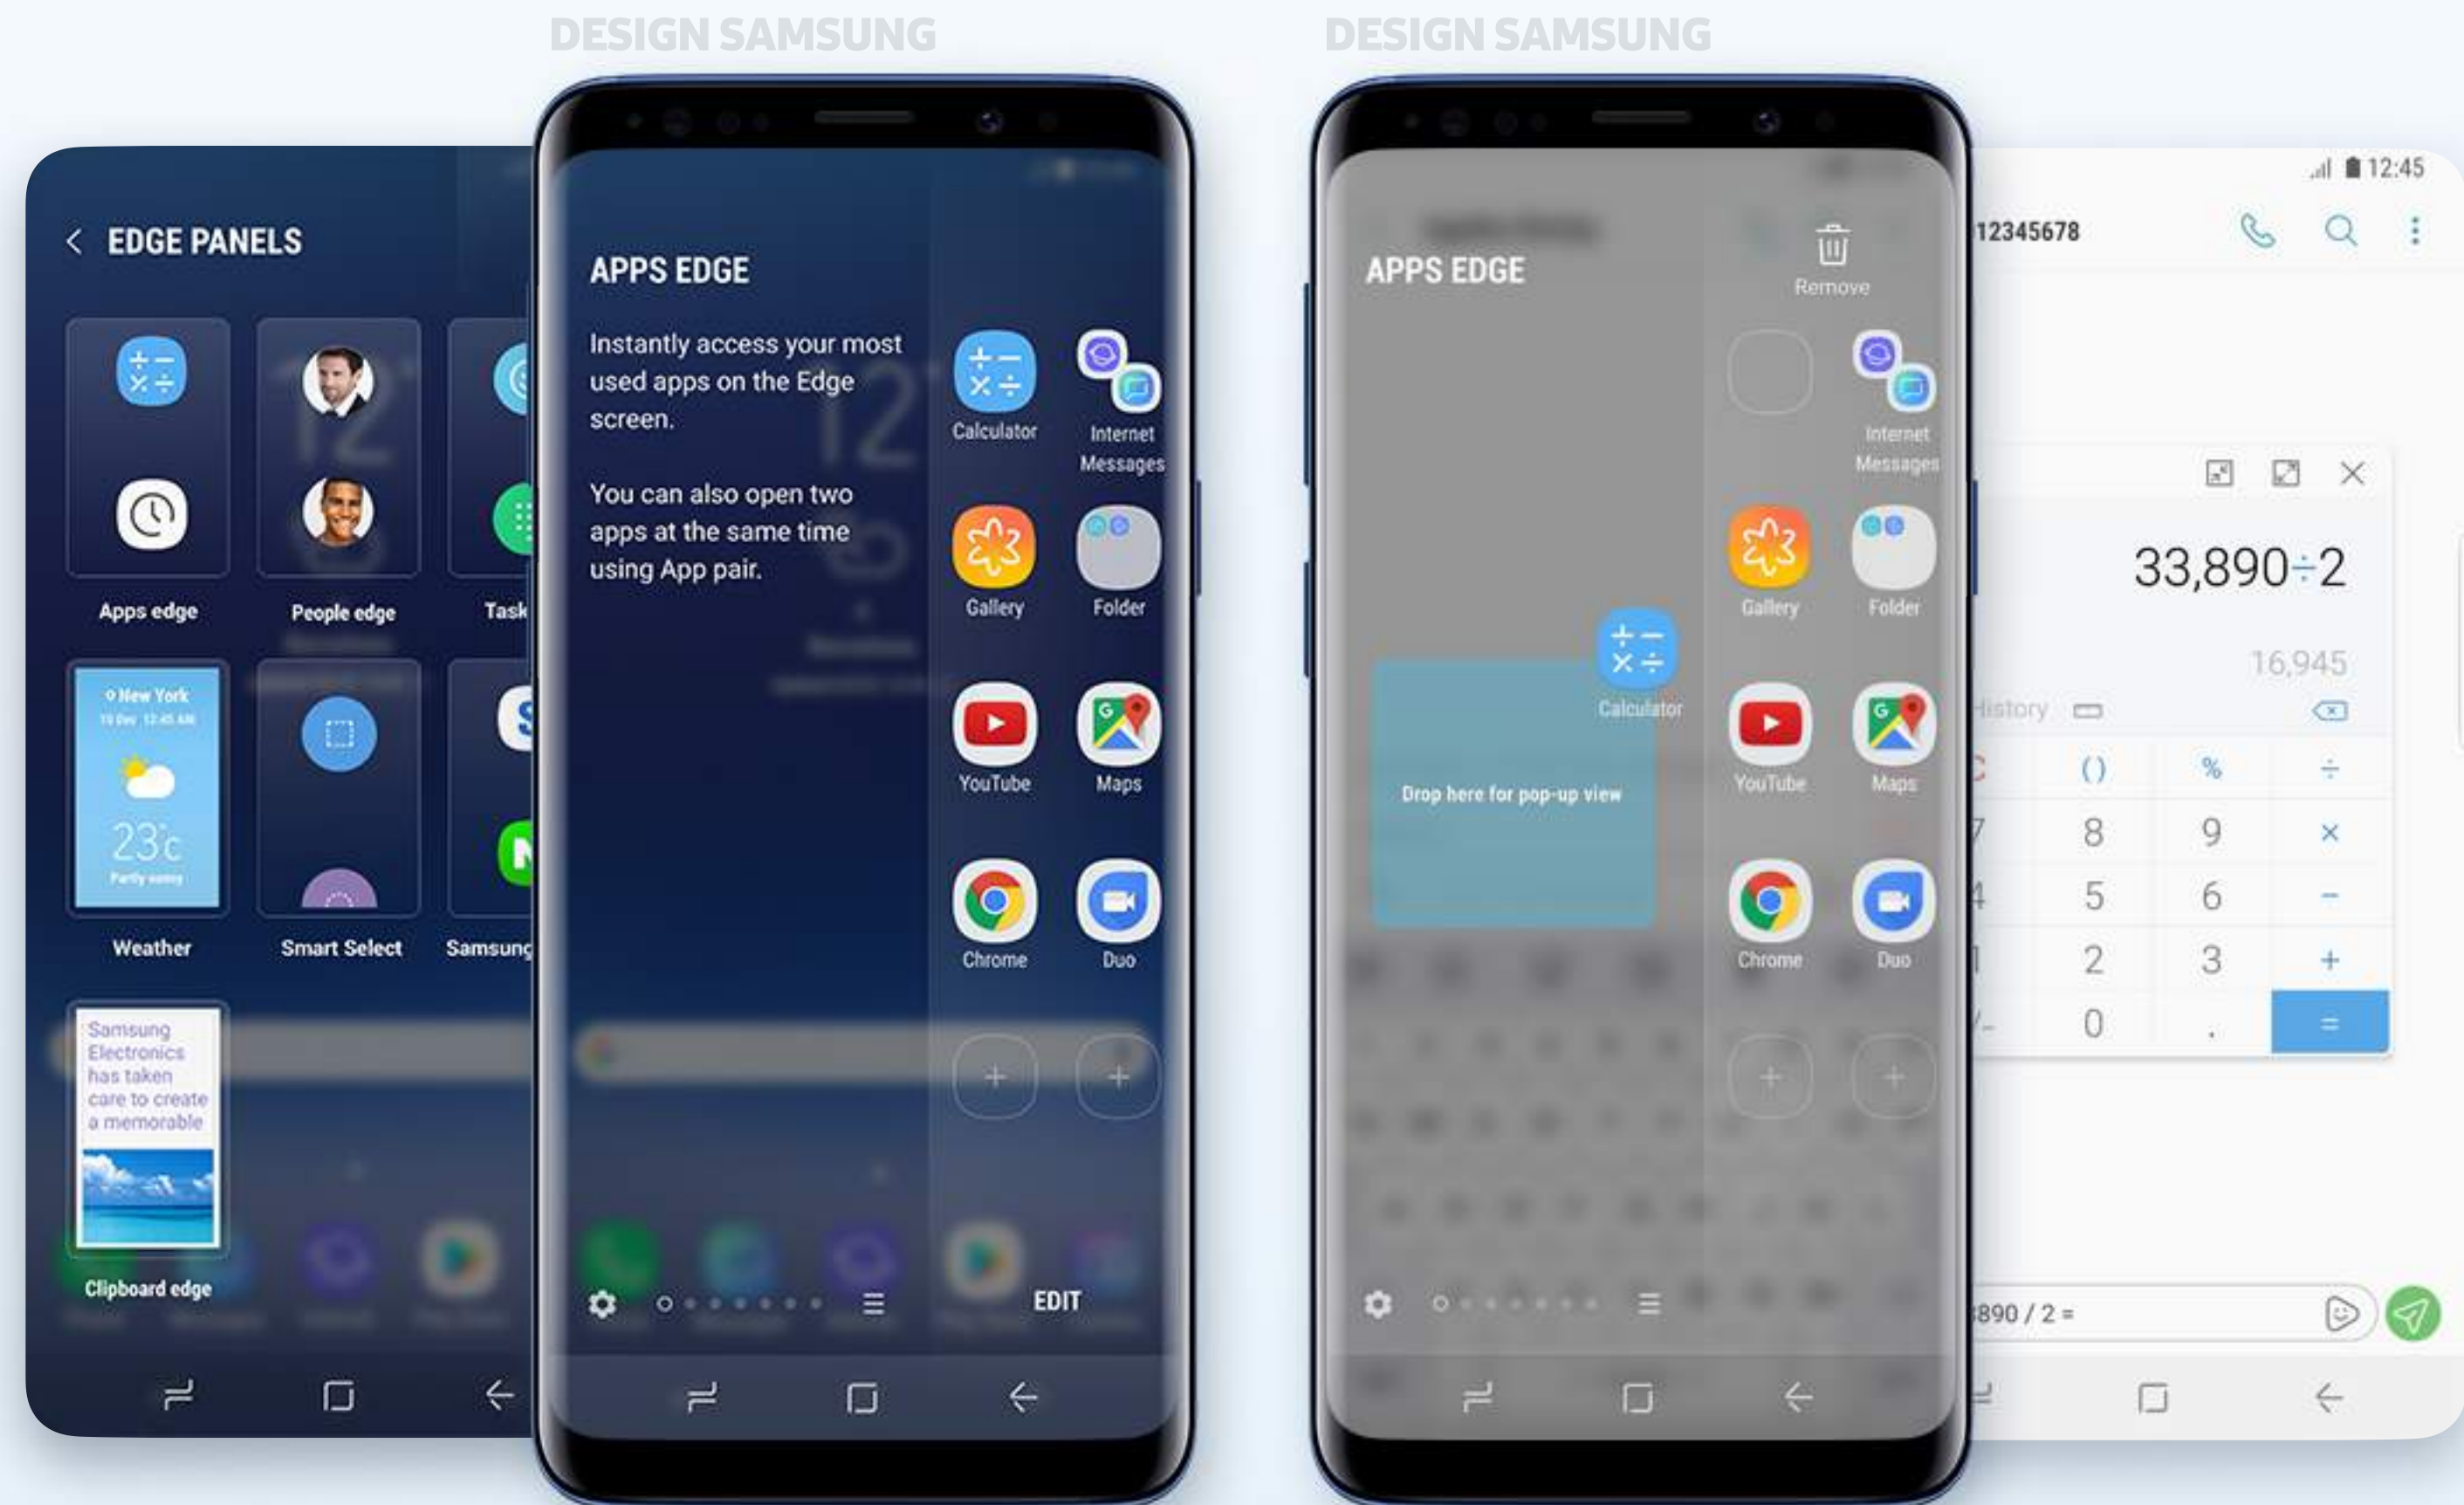 DESIGN SAMSUNG
DESIGN SAMSUNG
EDGE PANELS
Apps edge
People edge
Task
New York
23°c
Partly sunny
Weather
Smart Select
Samsung
Samsung
Electronics
has taken
care to create
a memorable
Clipboard edge
APPS EDGE
Instantly access your most
used apps on the Edge
screen.
You can also open two
apps at the same time
using App pair.
12
Calculator
Internet
Messages
Gallery
Folder
YouTube
Maps
Chrome
Duo
EDIT
APPS EDGE
Remove
Internet
Messages
Gallery
Folder
Calculator
Drop here for pop-up view
YouTube
Maps
Chrome
Duo
12:45
12345678
33,890÷2
16,945
History
C () % ÷
7 8 9 ×
4 5 6 −
1 2 3 +
/− 0 . =
3890 / 2 =